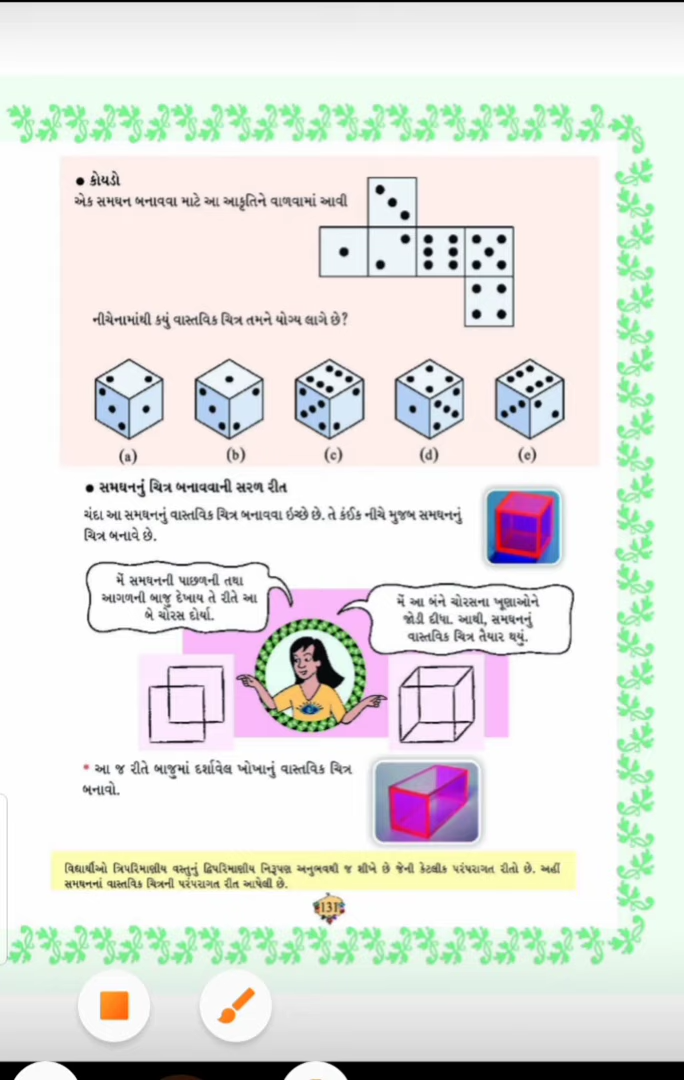 ● કોયડો
એક સમઘન બનાવવા માટે આ આકૃતિને વાળવામાં આવી
નીચેનામાંથી કયું વાસ્તવિક ચિત્ર તમને યોગ્ય લાગે છે?
(a) (b) (c) (d) (e)
● સમઘનનું ચિત્ર બનાવવાની સરળ રીત
ચંદા આ સમઘનનું વાસ્તવિક ચિત્ર બનાવવા ઇચ્છે છે. તે કંઈક નીચે મુજબ સમઘનનું
ચિત્ર બનાવે છે.
મેં સમઘનની પાછળની તથા
આગળની બાજુ દેખાય તે રીતે આ
બે ચોરસ દોર્યા.
મેં આ બંને ચોરસના ખૂણાઓને
જોડી દીધા. આથી, સમઘનનું
વાસ્તવિક ચિત્ર તૈયાર થયું.
* આ જ રીતે બાજુમાં દર્શાવેલ ખોખાનું વાસ્તવિક ચિત્ર
બનાવો.
વિદ્યાર્થીઓ ત્રિપરિમાણીય વસ્તુનું દ્વિપરિમાણીય નિરૂપણ અનુભવથી જ શીખે છે જેની કેટલીક પરંપરાગત રીતો છે. અહીં
સમઘનનાં વાસ્તવિક ચિત્રની પરંપરાગત રીત આપેલી છે.
131